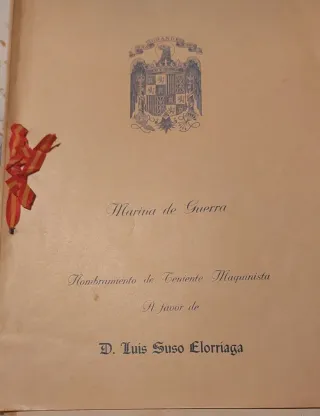 Marina de Guerra
Nombramiento de Teniente Maquinista
A favor de
D. Luis Suso Elorriaga